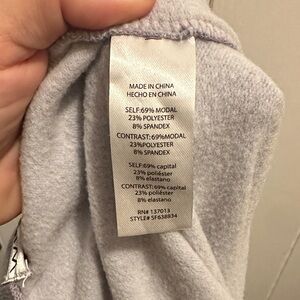 MADE IN CHINA
HECHO EN CHINA
SELF:69% MODAL
23% POLYESTER
8% SPANDEX
CONTRAST:69%MODAL
23%POLYESTER
8% SPANDEX
SELF:69% capital
23% poliéster
8% elastano
CONTRAST:69% capital
23% poliéster
8% elastano
RN# 137013
STYLE# SF638834